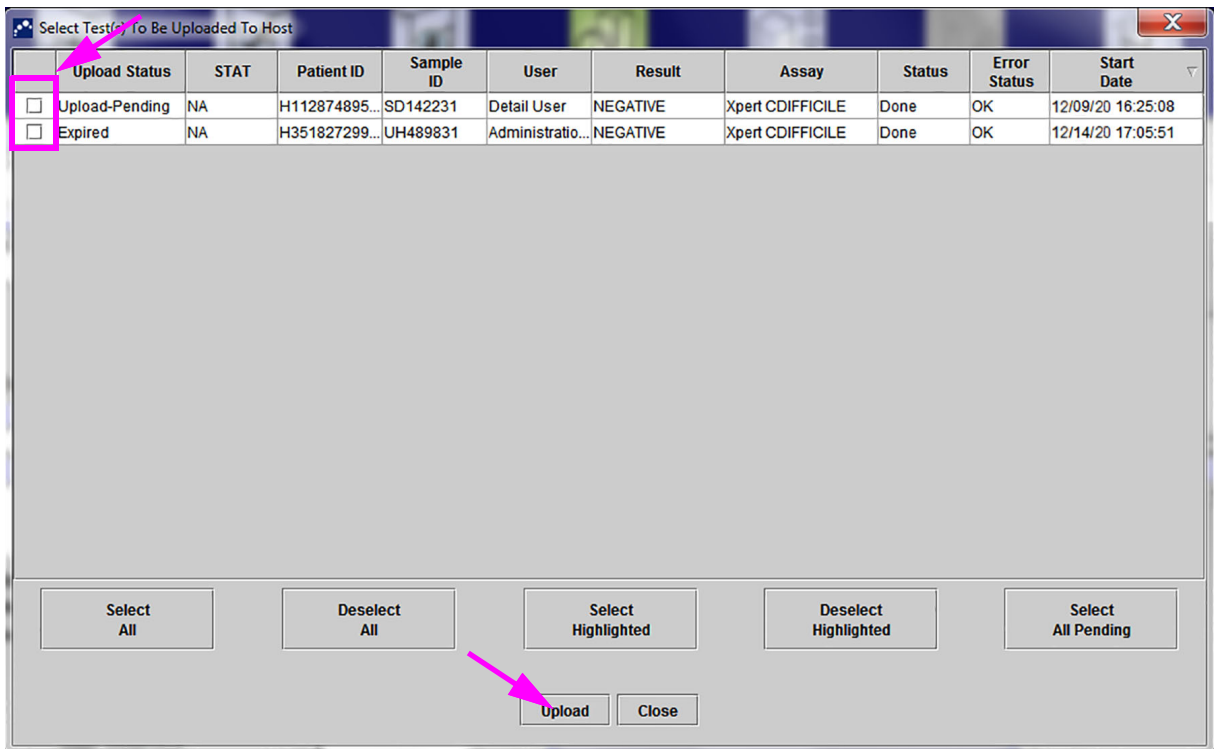 Select Test(s) To Be Uploaded To Host
Upload Status STAT Patient ID Sample ID User Result Assay Status Error Status Start Date
Upload-Pending NA H112874895... SD142231 Detail User NEGATIVE Xpert CDIFFICILE Done OK 12/09/20 16:25:08
Expired NA H351827299... UH489831 Administratio... NEGATIVE Xpert CDIFFICILE Done OK 12/14/20 17:05:51
Select All Deselect All Select Highlighted Deselect Highlighted Select All Pending
Upload Close